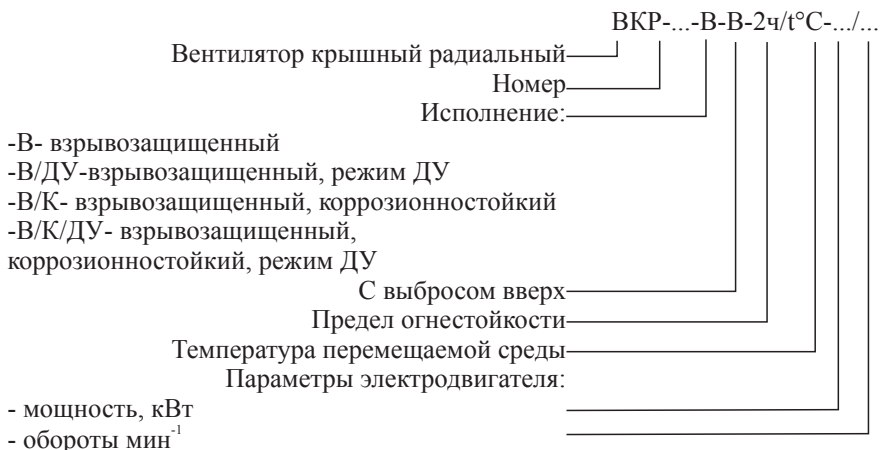 ВКР-...-В-В-2ч/t°С-.../...
Вентилятор крышный радиальный
Номер
Исполнение:
-В- взрывозащищенный
-В/ДУ-взрывозащищенный, режим ДУ
-В/К- взрывозащищенный, коррозионностойкий
-В/К/ДУ- взрывозащищенный,
коррозионностойкий, режим ДУ
С выбросом вверх
Предел огнестойкости
Температура перемещаемой среды
Параметры электродвигателя:
- мощность, кВт
- обороты мин⁻¹